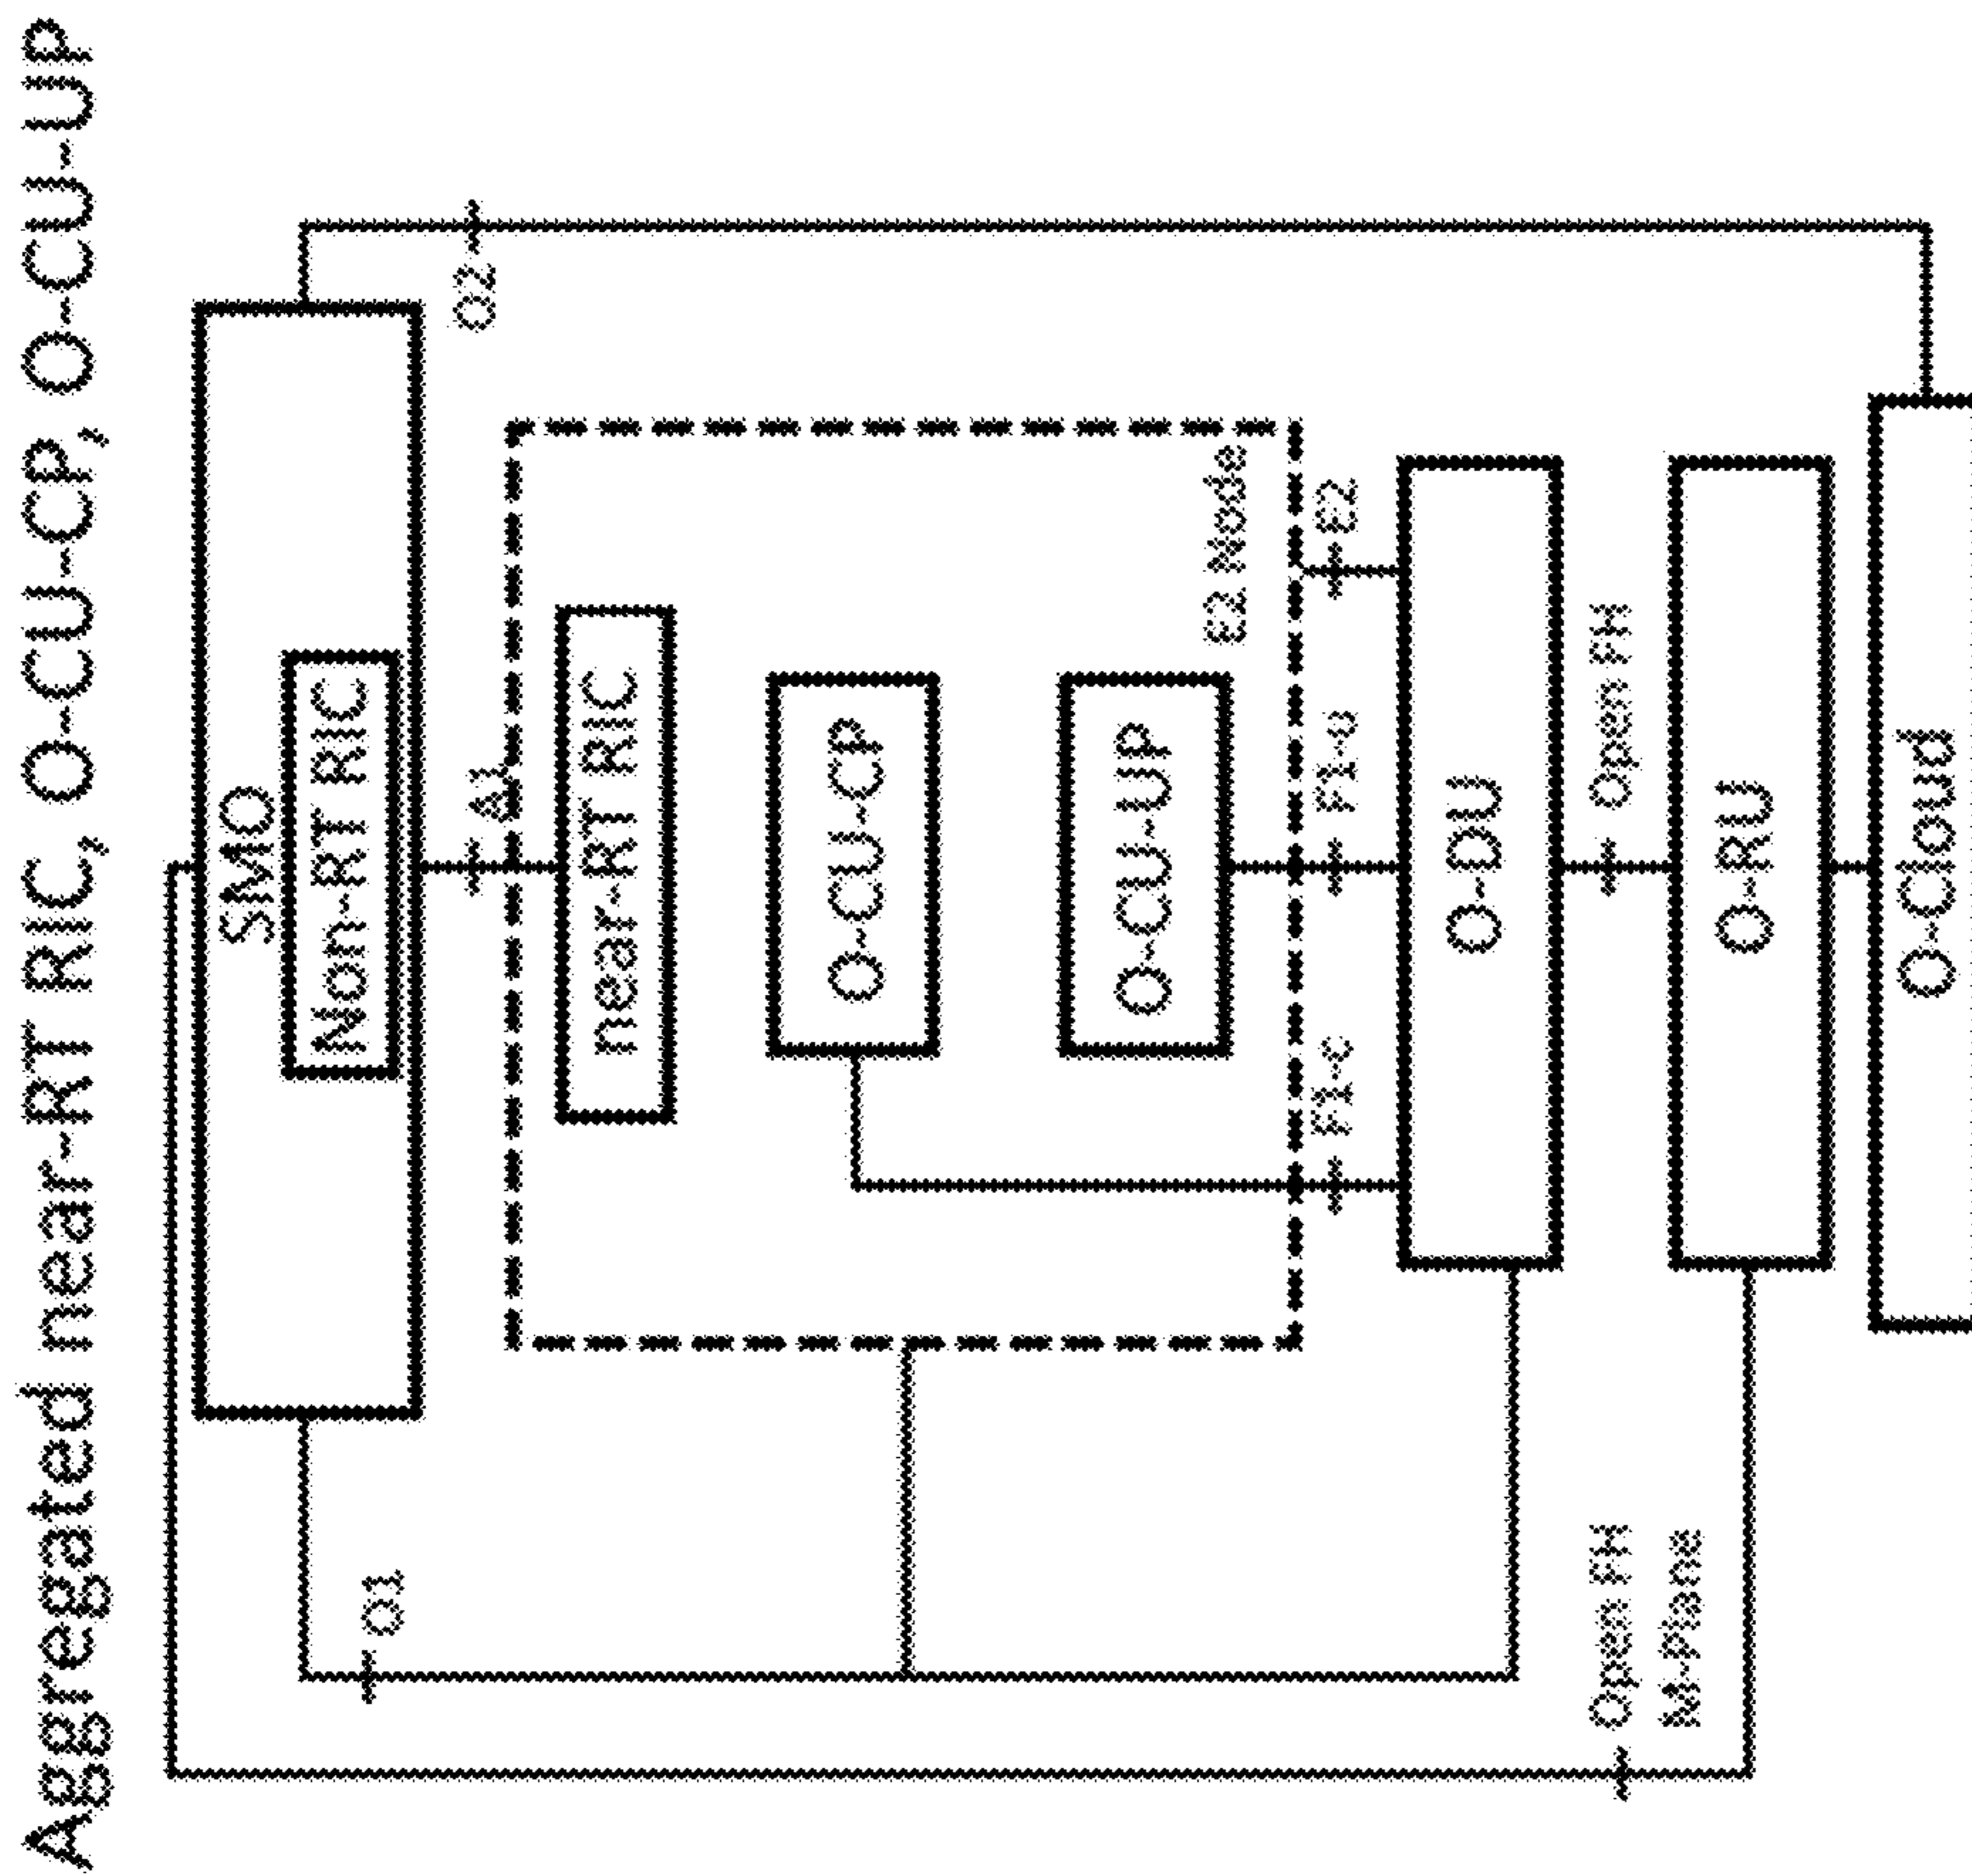 Aggregated near-RT RIC, O-CU-CP, O-CU-UP
SMO
Non-RT RIC
O1
A1
O2
near-RT RIC
O-CU-CP
O-CU-UP
E2 Node
F1-c
F1-u
E2
O-DU
Open FH
M-Plane
Open FH
O-RU
O-Cloud